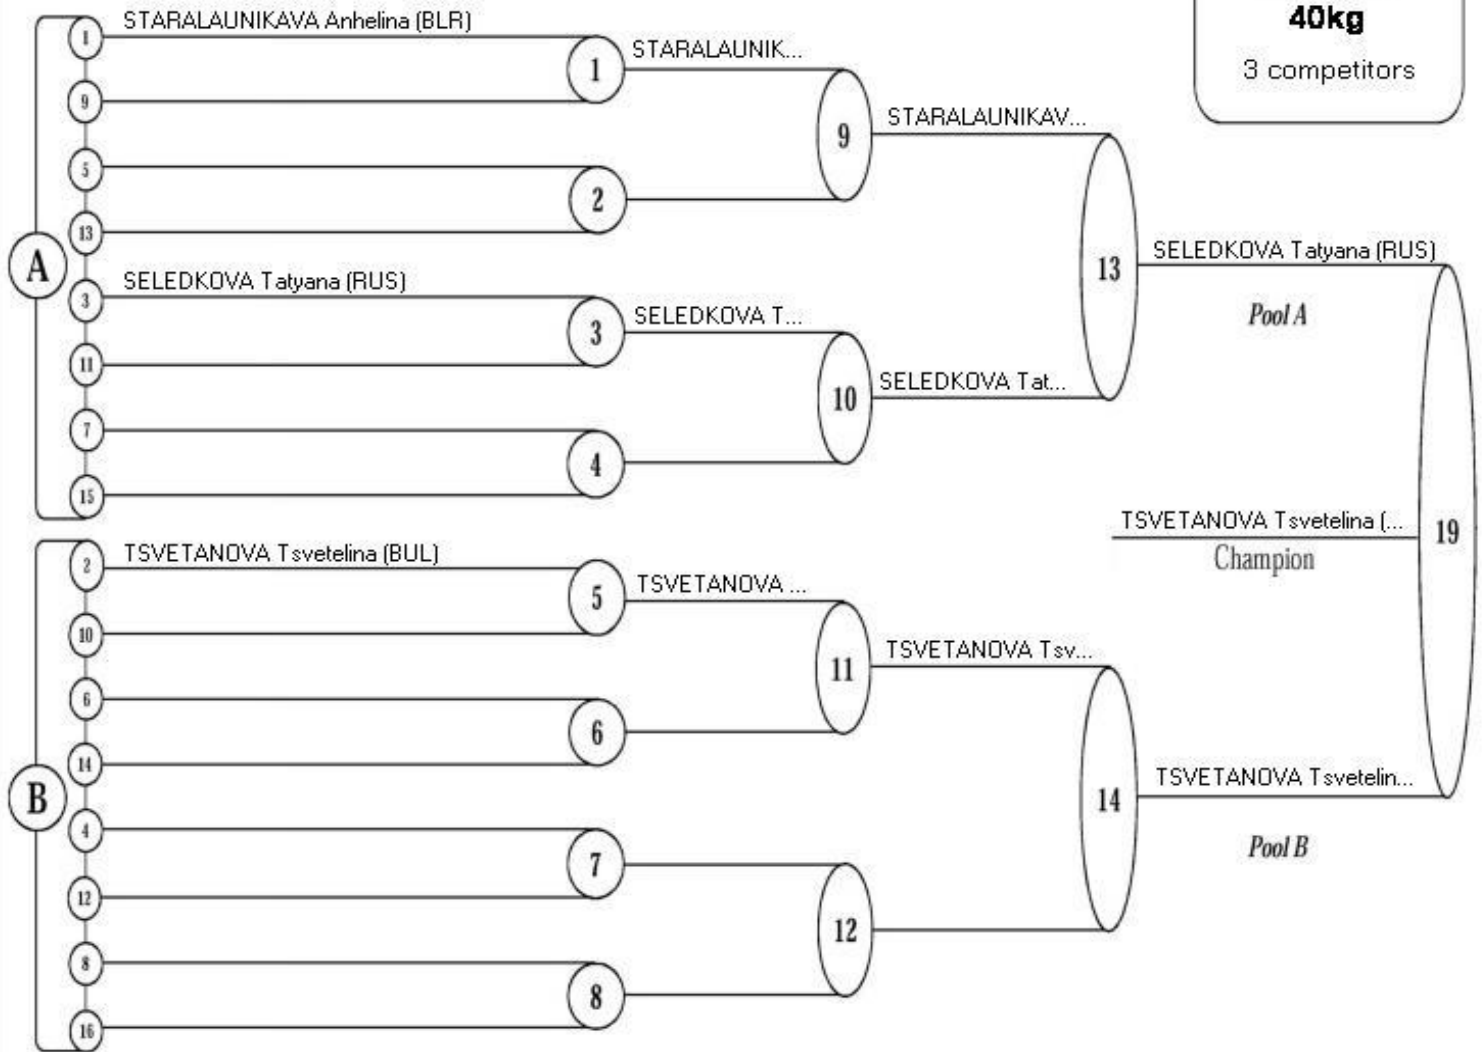 40kg
3 competitors
A
1
STARALAUNIKAVA Anhelina (BLR)
9
5
13
3
SELEDKOVA Tatyana (RUS)
11
7
15
1
STARALAUNIK...
2
3
SELEDKOVA T...
4
9
STARALAUNIKAV...
10
SELEDKOVA Tat...
13
SELEDKOVA Tatyana (RUS)
Pool A
B
2
TSVETANOVA Tsvetelina (BUL)
10
6
14
4
12
8
16
5
TSVETANOVA ...
6
7
8
11
TSVETANOVA Tsv...
12
14
TSVETANOVA Tsvetelin...
Pool B
19
TSVETANOVA Tsvetelina (...
Champion